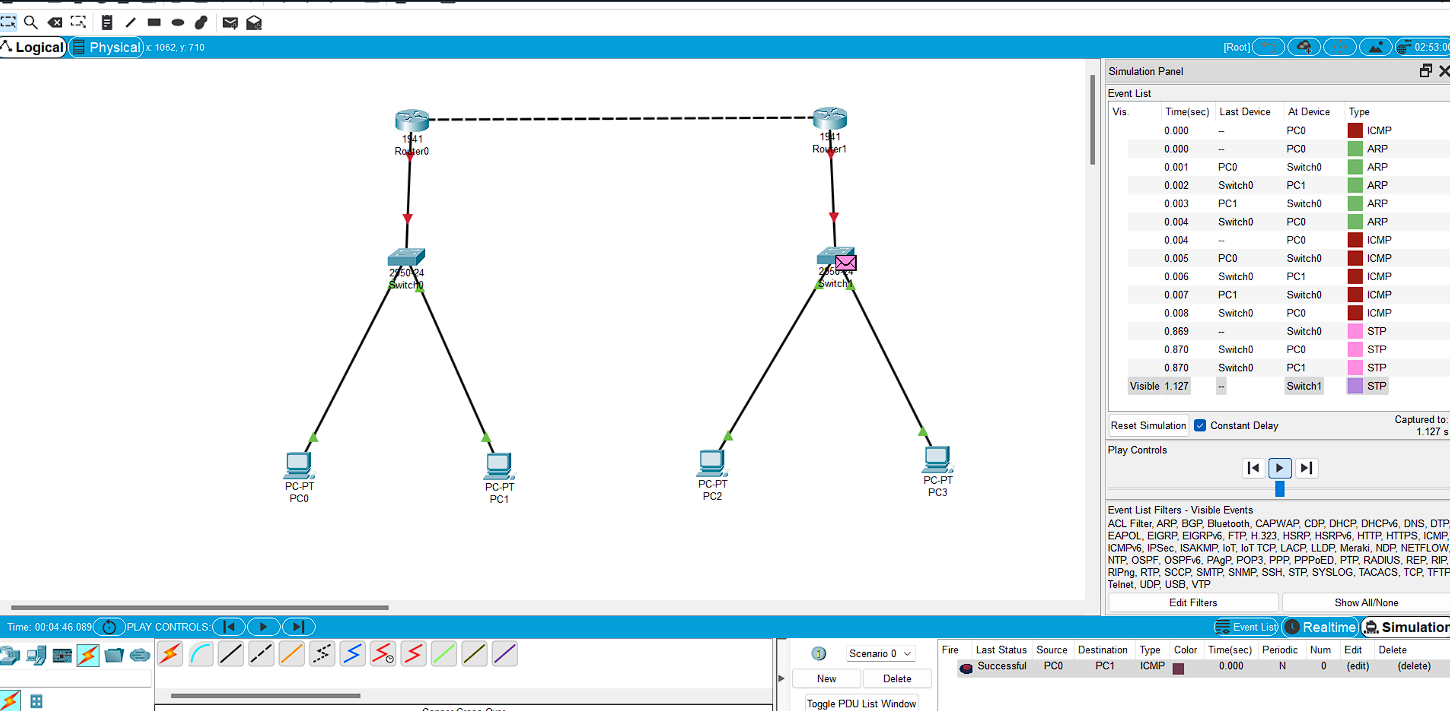 Logical Physical x: 1062, y: 710 [Root] 02:53:00
1941
Router0
1941
Router1
2950-24
Switch0
2950-24
Switch1
PC-PT
PC0
PC-PT
PC1
PC-PT
PC2
PC-PT
PC3
Simulation Panel
Event List
Vis. Time(sec) Last Device At Device Type
0.000 -- PC0 ICMP
0.000 -- PC0 ARP
0.001 PC0 Switch0 ARP
0.002 Switch0 PC1 ARP
0.003 PC1 Switch0 ARP
0.004 Switch0 PC0 ARP
0.004 -- PC0 ICMP
0.005 PC0 Switch0 ICMP
0.006 Switch0 PC1 ICMP
0.007 PC1 Switch0 ICMP
0.008 Switch0 PC0 ICMP
0.869 -- Switch0 STP
0.870 Switch0 PC0 STP
0.870 Switch0 PC1 STP
Visible 1.127 -- Switch1 STP
Reset Simulation Constant Delay Captured to:
1.127 s
Play Controls
Event List Filters - Visible Events
ACL Filter, ARP, BGP, Bluetooth, CAPWAP, CDP, DHCP, DHCPv6, DNS, DTP,
EAPOL, EIGRP, EIGRPv6, FTP, H.323, HSRP, HSRPv6, HTTP, HTTPS, ICMP,
ICMPv6, IPSec, ISAKMP, IoT, IoT TCP, LACP, LLDP, Meraki, NDP, NETFLOW,
NTP, OSPF, OSPFv6, PAgP, POP3, PPP, PPPoED, PTP, RADIUS, REP, RIP,
RIPng, RTP, SCCP, SMTP, SNMP, SSH, STP, SYSLOG, TACACS, TCP, TFTP,
Telnet, UDP, USB, VTP
Edit Filters Show All/None
Time: 00:04:46.089 PLAY CONTROLS: Event List Realtime Simulation
Scenario 0
New Delete
Toggle PDU List Window
Fire Last Status Source Destination Type Color Time(sec) Periodic Num Edit Delete
Successful PC0 PC1 ICMP 0.000 N 0 (edit) (delete)